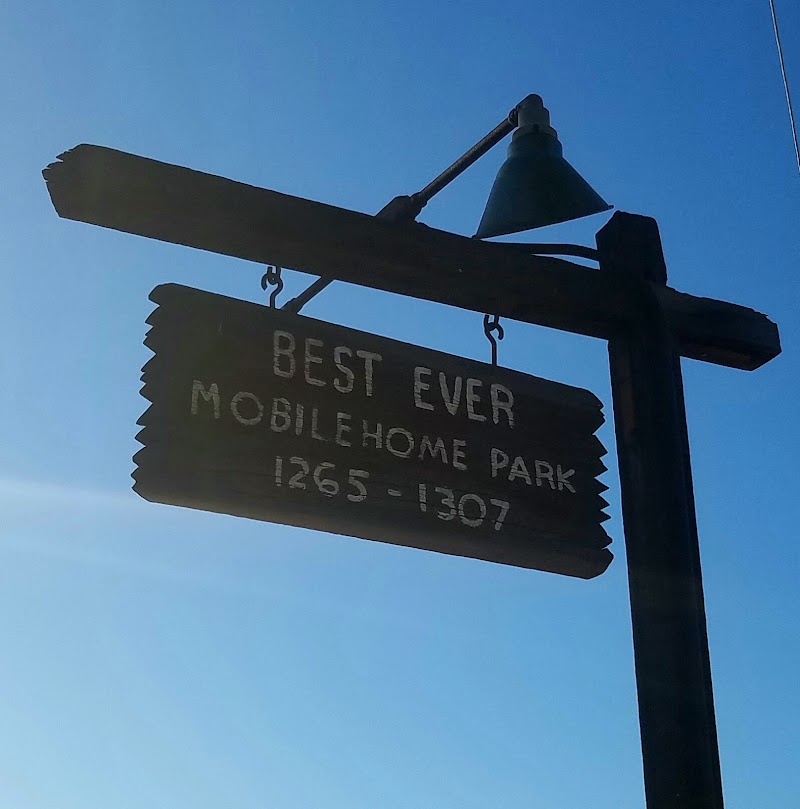 BEST EVER
MOBILEHOME PARK
1265 - 1307